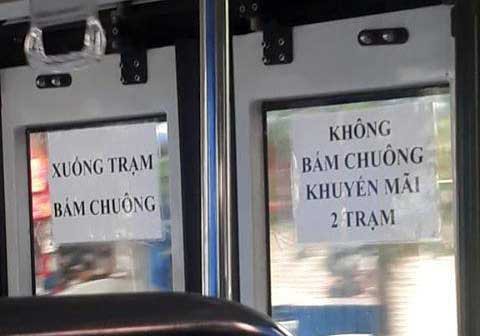 XUỐNG TRẠM
BẤM CHUÔNG
KHÔNG
BẤM CHUÔNG
KHUYẾN MÃI
2 TRẠM